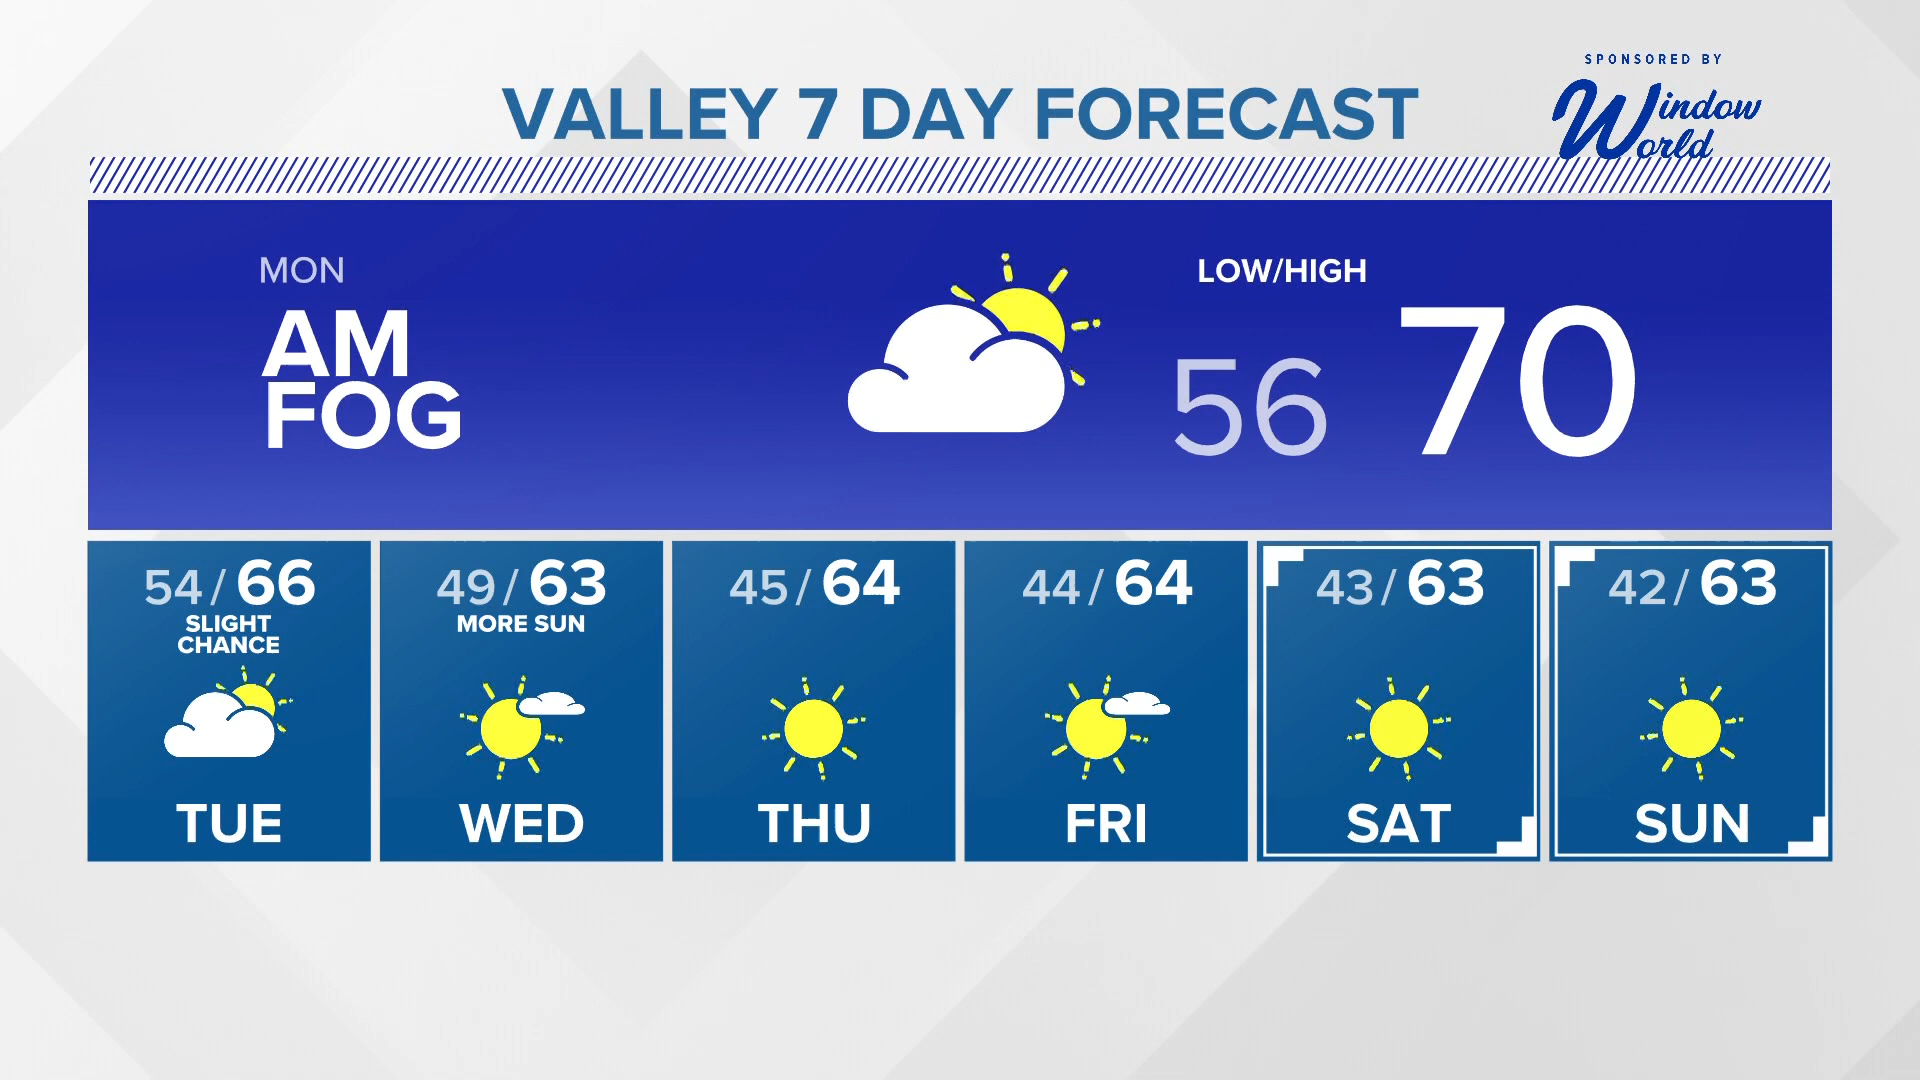 SPONSORED BY
Window
World
VALLEY 7 DAY FORECAST
MON
AM
FOG
LOW/HIGH
56 70
54/66
SLIGHT
CHANCE
TUE
49/63
MORE SUN
WED
45/64
THU
44/64
FRI
43/63
SAT
42/63
SUN